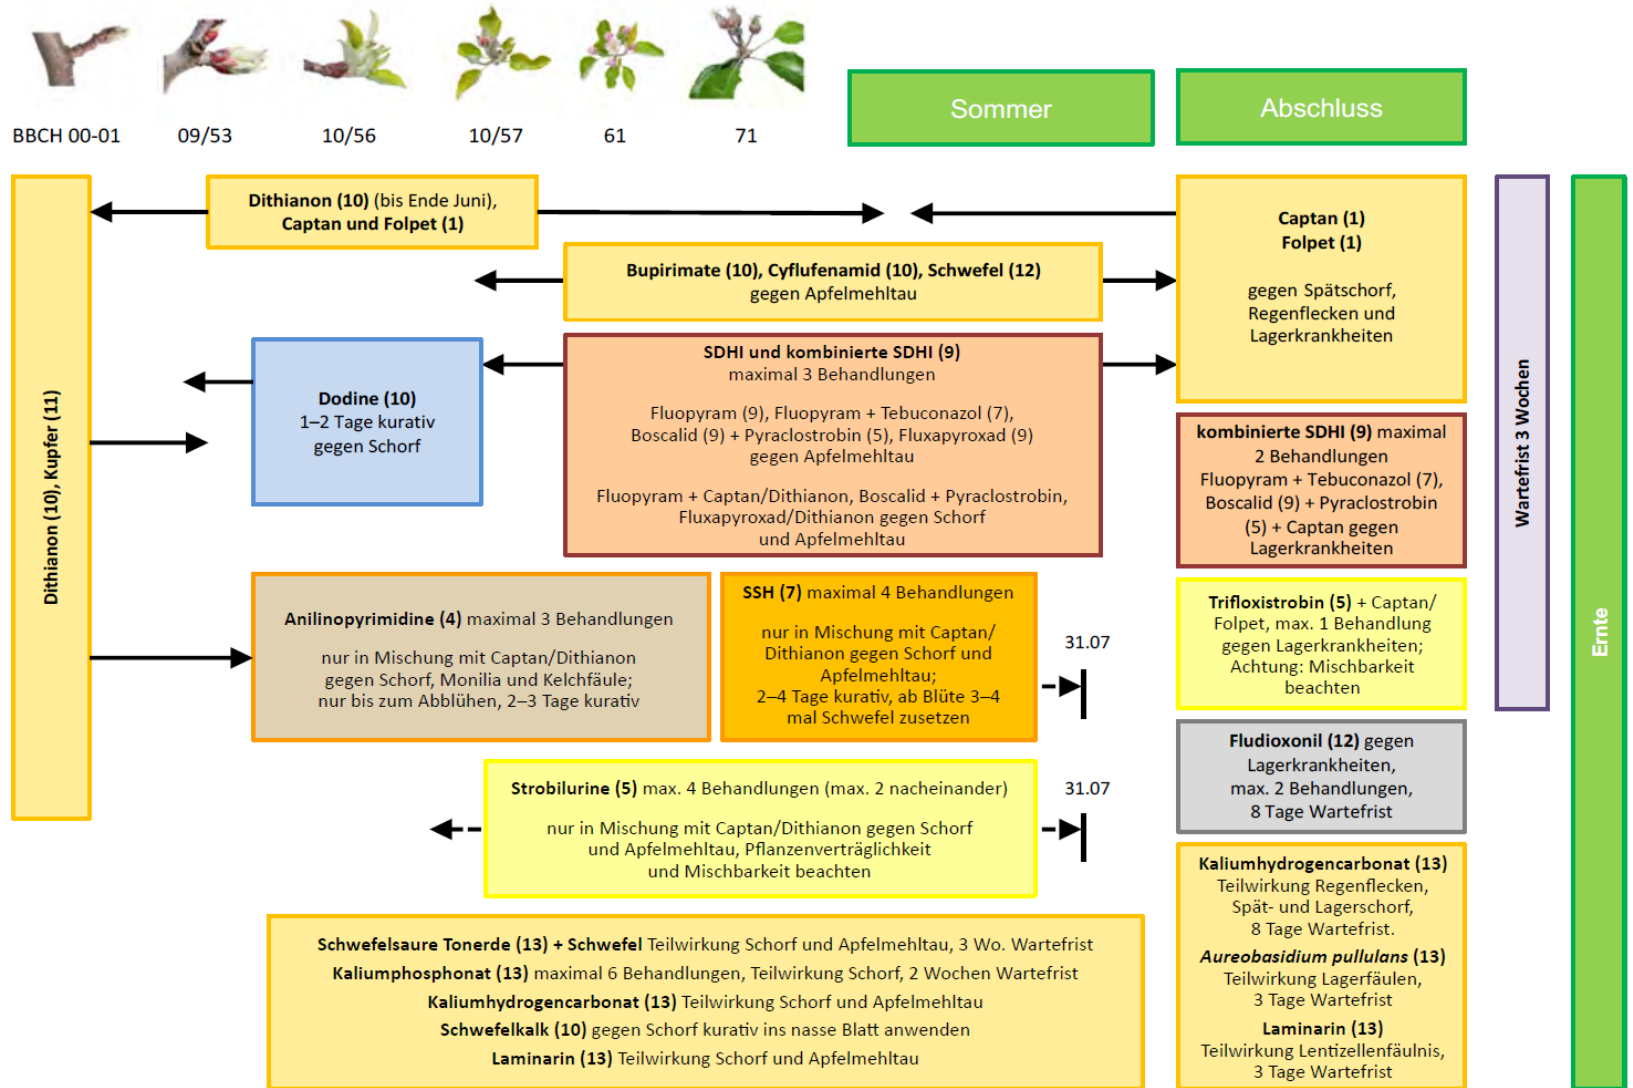 BBCH 00-01
09/53
10/56
10/57
61
71
Sommer
Abschluss
Dithianon (10), Kupfer (11)
Dithianon (10) (bis Ende Juni),
Captan und Folpet (1)
Captan (1)
Folpet (1)
gegen Spätschorf,
Regenflecken und
Lagerkrankheiten
Bupirimate (10), Cyflufenamid (10), Schwefel (12)
gegen Apfelmehltau
Dodine (10)
1–2 Tage kurativ
gegen Schorf
SDHI und kombinierte SDHI (9)
maximal 3 Behandlungen
Fluopyram (9), Fluopyram + Tebuconazol (7),
Boscalid (9) + Pyraclostrobin (5), Fluxapyroxad (9)
gegen Apfelmehltau
Fluopyram + Captan/Dithianon, Boscalid + Pyraclostrobin,
Fluxapyroxad/Dithianon gegen Schorf
und Apfelmehltau
kombinierte SDHI (9) maximal
2 Behandlungen
Fluopyram + Tebuconazol (7),
Boscalid (9) + Pyraclostrobin
(5) + Captan gegen
Lagerkrankheiten
Wartefrist 3 Wochen
Ernte
Anilinopyrimidine (4) maximal 3 Behandlungen
nur in Mischung mit Captan/Dithianon
gegen Schorf, Monilia und Kelchfäule;
nur bis zum Abblühen, 2–3 Tage kurativ
SSH (7) maximal 4 Behandlungen
nur in Mischung mit Captan/
Dithianon gegen Schorf und
Apfelmehltau;
2–4 Tage kurativ, ab Blüte 3–4
mal Schwefel zusetzen
31.07
Trifloxistrobin (5) + Captan/
Folpet, max. 1 Behandlung
gegen Lagerkrankheiten;
Achtung: Mischbarkeit
beachten
Strobilurine (5) max. 4 Behandlungen (max. 2 nacheinander)
nur in Mischung mit Captan/Dithianon gegen Schorf
und Apfelmehltau, Pflanzenverträglichkeit
und Mischbarkeit beachten
31.07
Fludioxonil (12) gegen
Lagerkrankheiten,
max. 2 Behandlungen,
8 Tage Wartefrist
Schwefelsaure Tonerde (13) + Schwefel Teilwirkung Schorf und Apfelmehltau, 3 Wo. Wartefrist
Kaliumphosphonat (13) maximal 6 Behandlungen, Teilwirkung Schorf, 2 Wochen Wartefrist
Kaliumhydrogencarbonat (13) Teilwirkung Schorf und Apfelmehltau
Schwefelkalk (10) gegen Schorf kurativ ins nasse Blatt anwenden
Laminarin (13) Teilwirkung Schorf und Apfelmehltau
Kaliumhydrogencarbonat (13)
Teilwirkung Regenflecken,
Spät- und Lagerschorf,
8 Tage Wartefrist.
Aureobasidium pullulans (13)
Teilwirkung Lagerfäulen,
3 Tage Wartefrist
Laminarin (13)
Teilwirkung Lentizellenfäulnis,
3 Tage Wartefrist